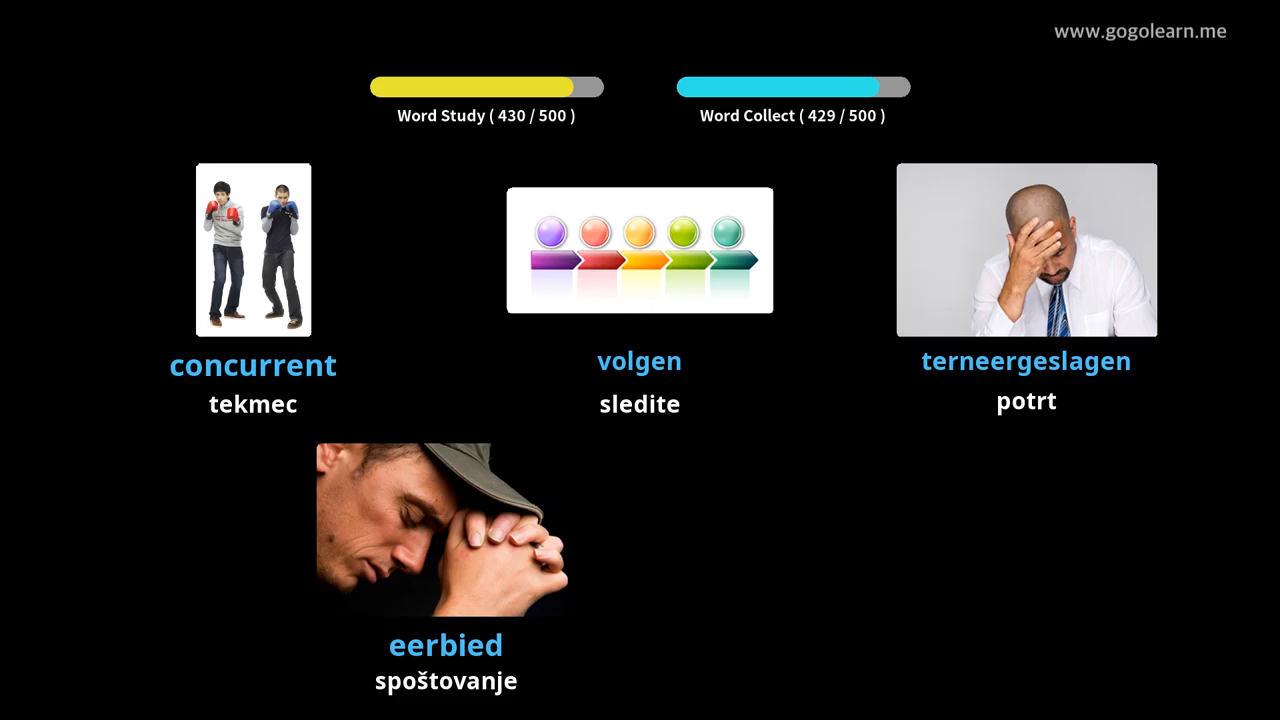 www.gogolearn.me
Word Study ( 430 / 500 )
Word Collect ( 429 / 500 )
concurrent
tekmec
volgen
sledite
terneergeslagen
potrt
eerbied
spoštovanje